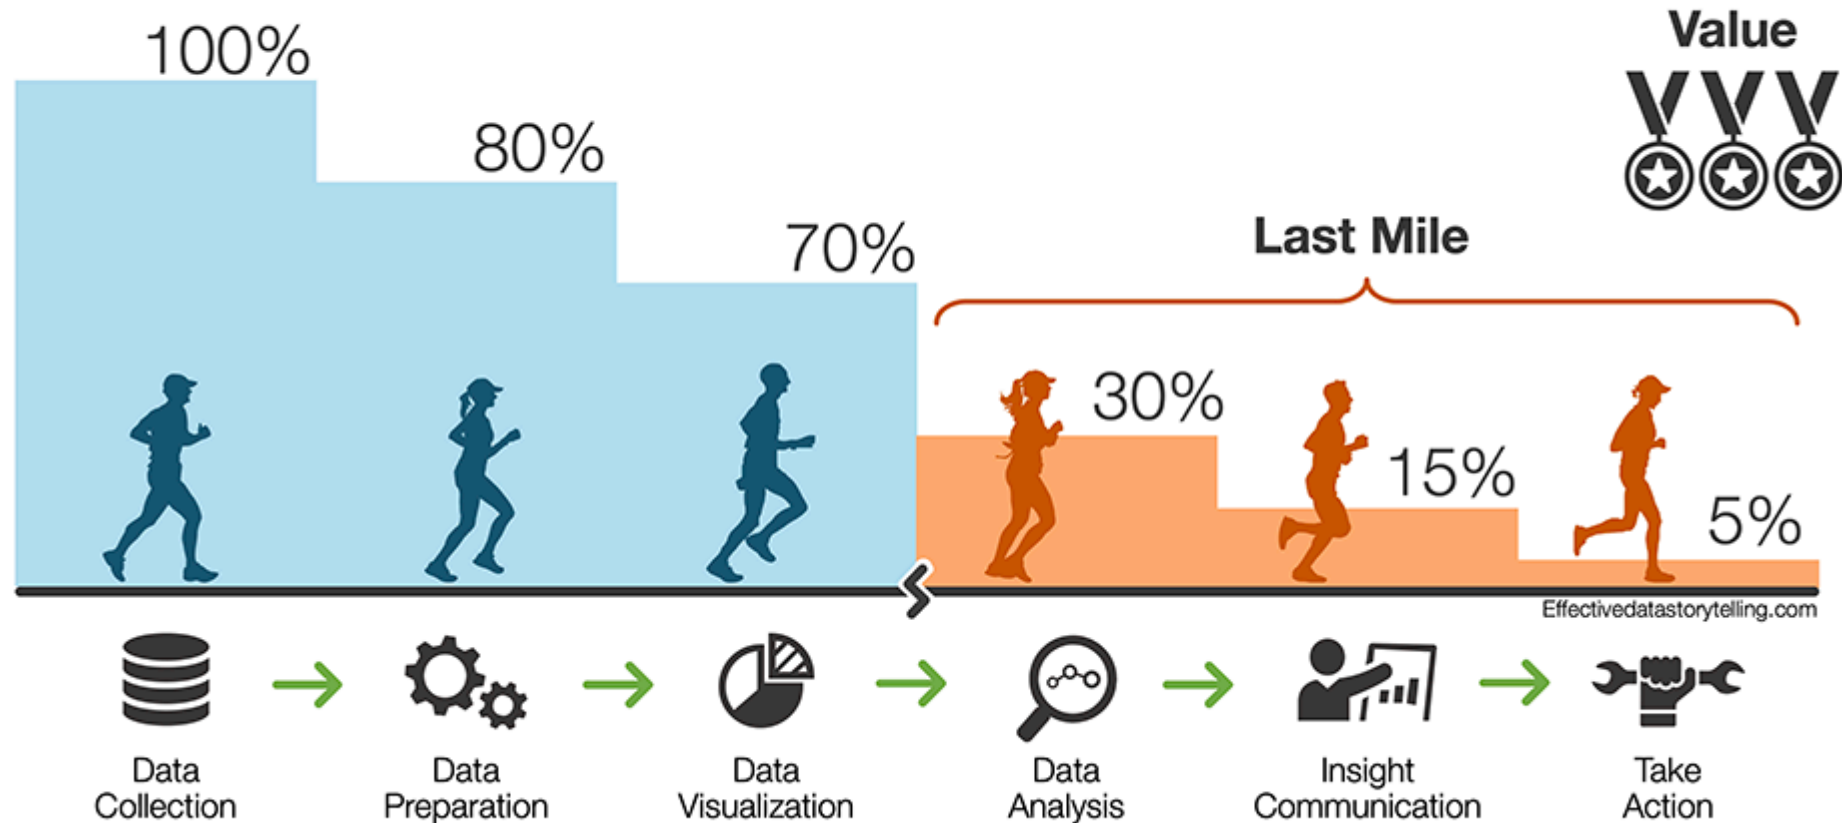 Value
100%
80%
70%
Last Mile
30%
15%
5%
Effectivedatastorytelling.com
Data
Collection
Data
Preparation
Data
Visualization
Data
Analysis
Insight
Communication
Take
Action